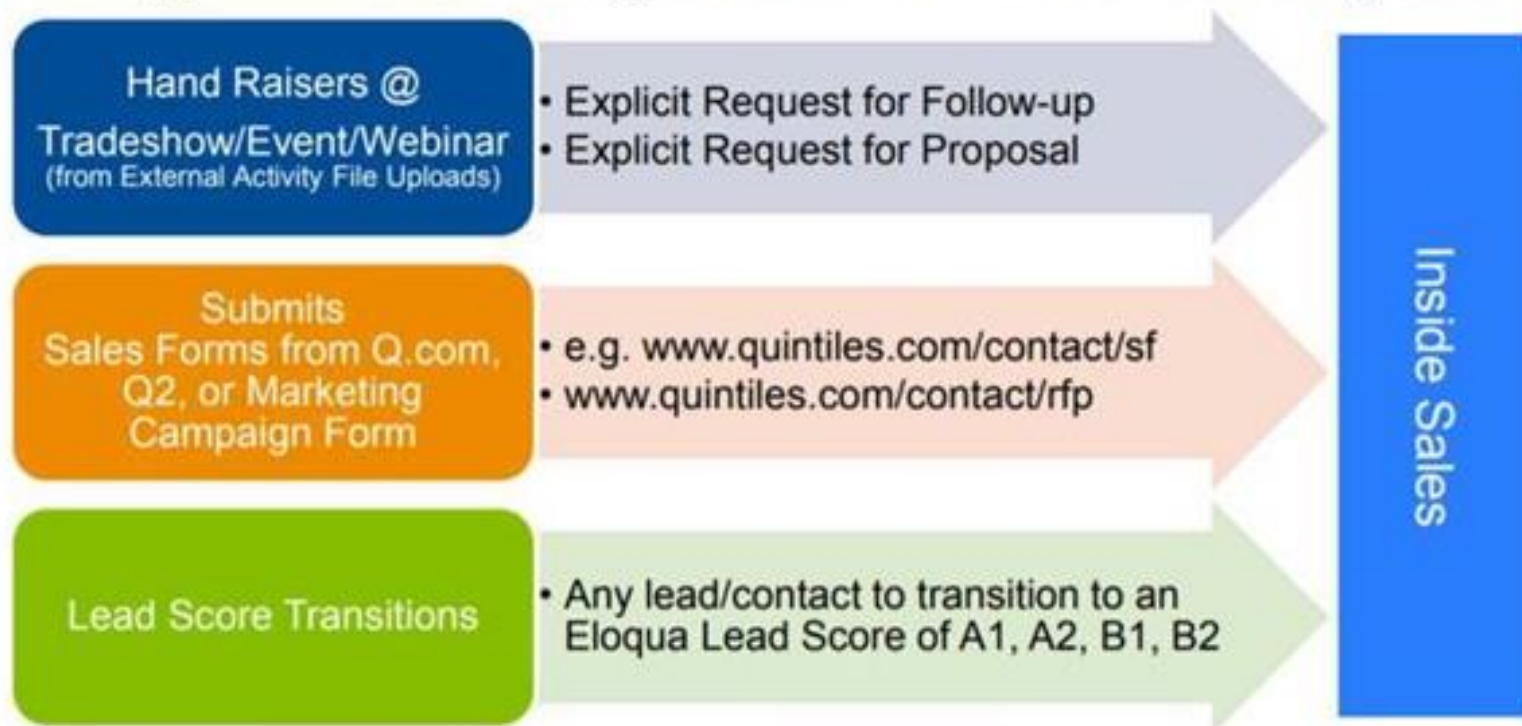 Hand Raisers @
Tradeshow/Event/Webinar
(from External Activity File Uploads)
• Explicit Request for Follow-up
• Explicit Request for Proposal
Submits
Sales Forms from Q.com,
Q2, or Marketing
Campaign Form
• e.g. www.quintiles.com/contact/sf
• www.quintiles.com/contact/rfp
Lead Score Transitions
• Any lead/contact to transition to an
Eloqua Lead Score of A1, A2, B1, B2
Inside Sales